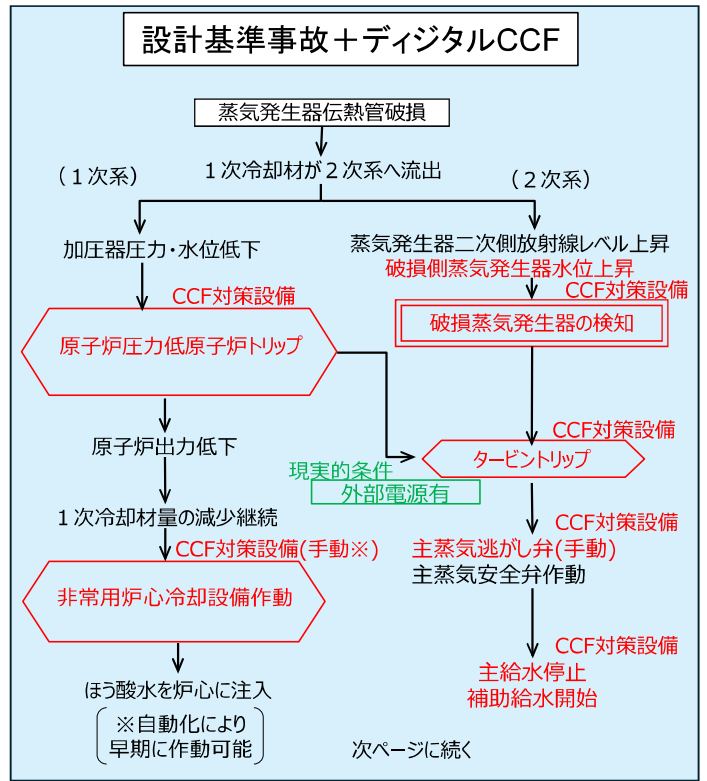 設計基準事故＋ディジタルCCF
蒸気発生器伝熱管破損
１次冷却材が２次系へ流出
（１次系）
（２次系）
加圧器圧力・水位低下
蒸気発生器二次側放射線レベル上昇
破損側蒸気発生器水位上昇
CCF対策設備
CCF対策設備
破損蒸気発生器の検知
原子炉圧力低原子炉トリップ
原子炉出力低下
CCF対策設備
タービントリップ
現実的条件
外部電源有
１次冷却材量の減少継続
CCF対策設備(手動※)
非常用炉心冷却設備作動
CCF対策設備
主蒸気逃がし弁(手動)
主蒸気安全弁作動
CCF対策設備
主給水停止
補助給水開始
ほう酸水を炉心に注入
※自動化により
早期に作動可能
次ページに続く